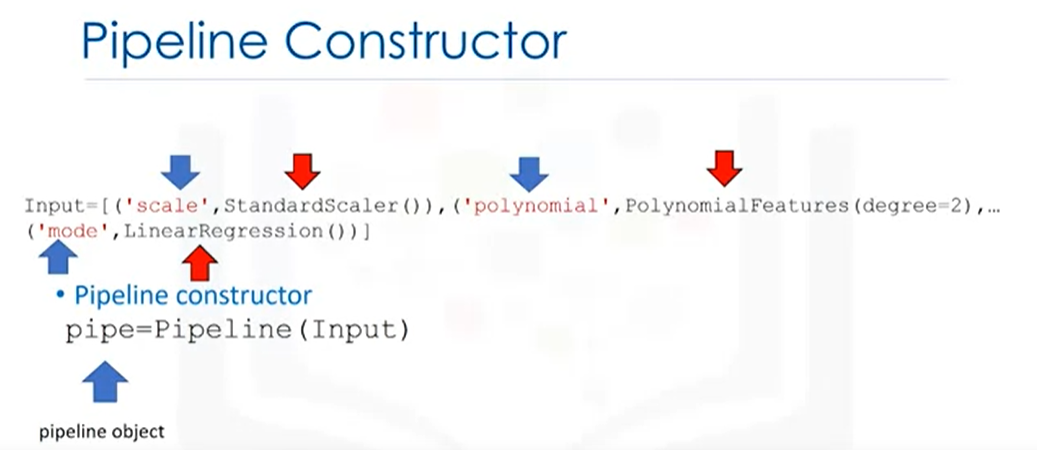 Pipeline Constructor
Input=[('scale',StandardScaler()),('polynomial',PolynomialFeatures(degree=2),…
('mode',LinearRegression())]
• Pipeline constructor
pipe=Pipeline(Input)
pipeline object